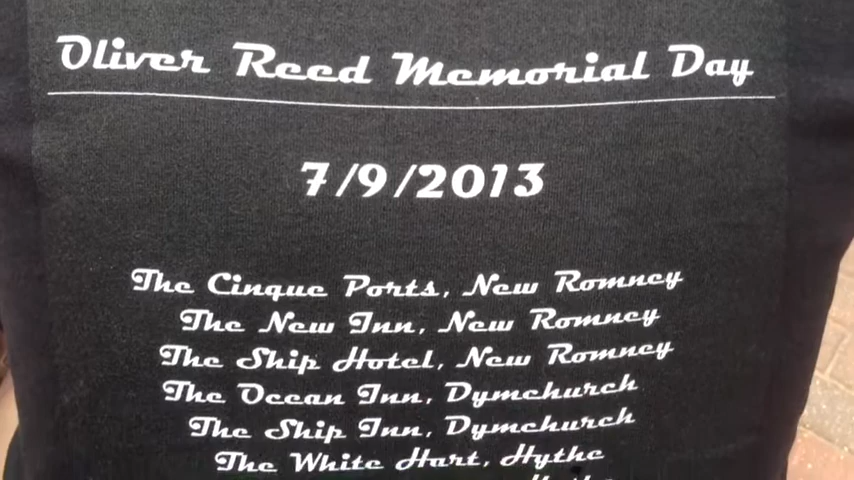 Oliver Reed Memorial Day
7/9/2013
The Cinque Ports, New Romney
The New Inn, New Romney
The Ship Hotel, New Romney
The Ocean Inn, Dymchurch
The Ship Inn, Dymchurch
The White Hart, Hythe